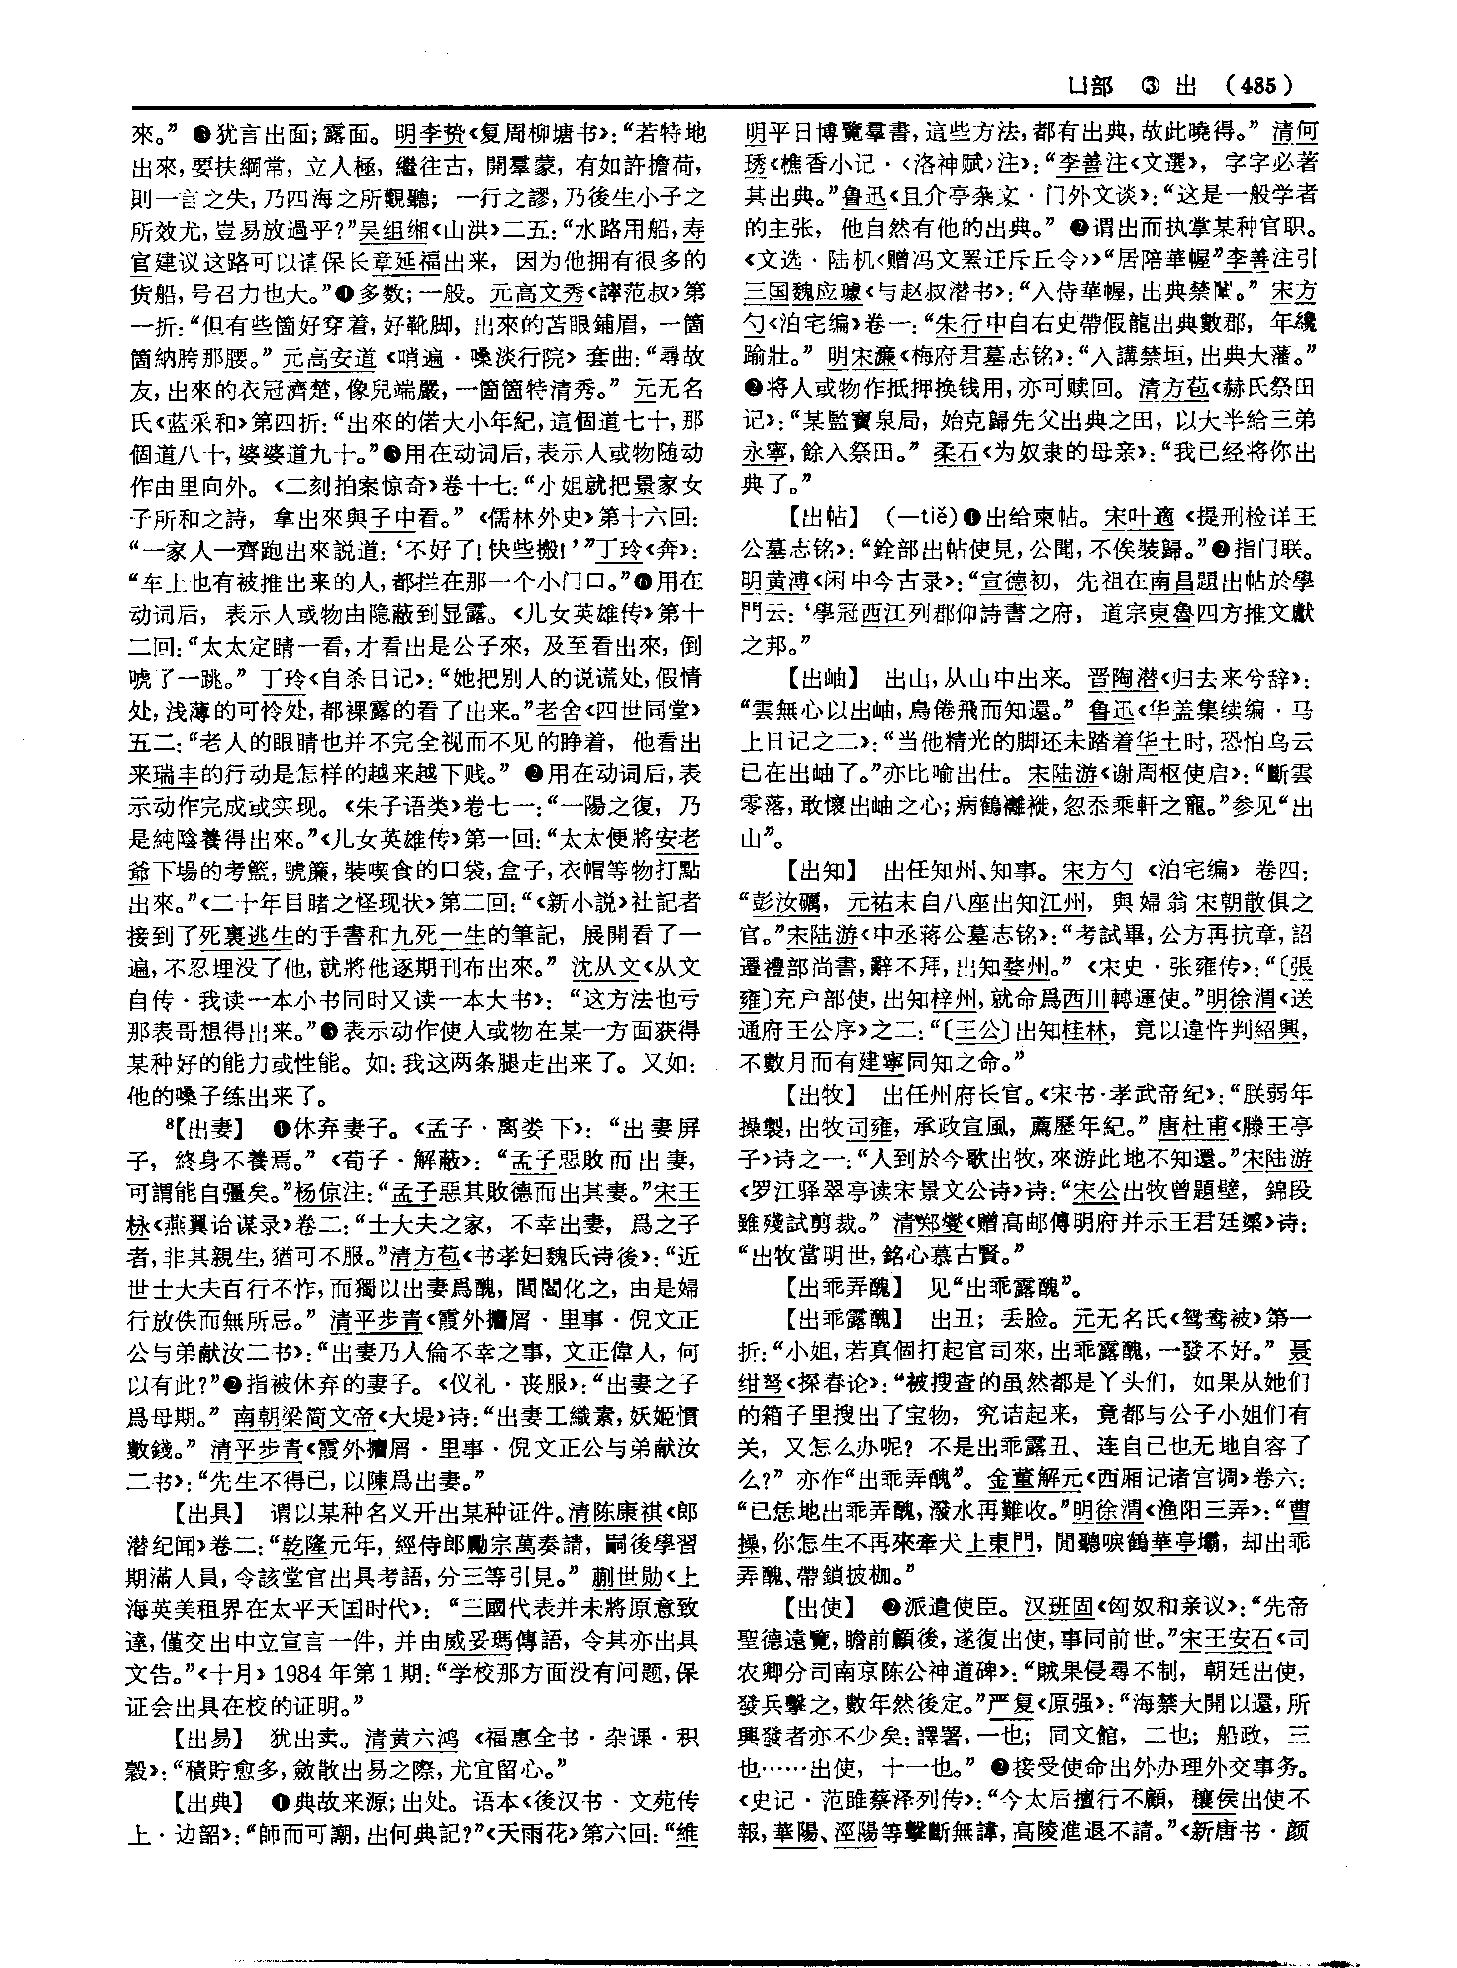 凵部 ③ 出 （485）
來。”❸犹言出面；露面。明李贽《复周柳塘书》：“若特地
出來，要扶綱常，立人極，繼往古，開羣蒙，有如許擔荷，
則一言之失，乃四海之所觀聽；一行之謬，乃後生小子之
所效尤，豈易放過乎？”吴组缃《山洪》二五：“水路用船，寿
官建议这路可以请保长章延福出来，因为他拥有很多的
货船，号召力也大。”❹多数；一般。元高文秀《谇范叔》第
一折：“但有些箇好穿着，好靴脚，出來的苫眼鋪眉，一箇
箇納胯那腰。”元高安道《哨遍·嗓淡行院》套曲：“尋故
友，出來的衣冠濟楚，像兒端嚴，一箇箇特清秀。”元无名
氏《蓝采和》第四折：“出來的偌大小年紀，這個道七十，那
個道八十，婆婆道九十。”❺用在动词后，表示人或物随动
作由里向外。《二刻拍案惊奇》卷十七：“小姐就把景家女
子所和之詩，拿出來與子中看。”《儒林外史》第十六回：
“一家人一齊跑出來説道：‘不好了！快些搬！’”丁玲《奔》：
“车上也有被推出来的人，都拦在那一个小门口。”❻用在
动词后，表示人或物由隐蔽到显露。《儿女英雄传》第十
二回：“太太定睛一看，才看出是公子來，及至看出來，倒
唬了一跳。”丁玲《自杀日记》：“她把别人的说谎处，假情
处，浅薄的可怜处，都裸露的看了出来。”老舍《四世同堂》
五二：“老人的眼睛也并不完全视而不见的睁着，他看出
来瑞丰的行动是怎样的越来越下贱。”❼用在动词后，表
示动作完成或实现。《朱子语类》卷七一：“一陽之復，乃
是純陰養得出來。”《儿女英雄传》第一回：“太太便將安老
爺下場的考籃，號簾，裝喫食的口袋，盒子，衣帽等物打點
出來。”《二十年目睹之怪现状》第二回：“《新小説》社記者
接到了死裏逃生的手書和九死一生的筆記，展開看了一
遍，不忍埋没了他，就將他逐期刊布出來。”沈从文《从文
自传·我读一本小书同时又读一本大书》：“这方法也亏
那表哥想得出来。”❽表示动作使人或物在某一方面获得
某种好的能力或性能。如：我这两条腿走出来了。又如：
他的嗓子练出来了。
⁸【出妻】 ❶休弃妻子。《孟子·离娄下》：“出妻屏
子，終身不養焉。”《荀子·解蔽》：“孟子惡敗而出妻，
可謂能自彊矣。”杨倞注：“孟子惡其敗德而出其妻。”宋王
栐《燕翼诒谋录》卷二：“士大夫之家，不幸出妻，爲之子
者，非其親生，猶可不服。”清方苞《书孝妇魏氏诗後》：“近
世士大夫百行不怍，而獨以出妻爲醜，閭閻化之，由是婦
行放佚而無所忌。”清平步青《霞外攟屑·里事·倪文正
公与弟献汝二书》：“出妻乃人倫不幸之事，文正偉人，何
以有此？”❷指被休弃的妻子。《仪礼·丧服》：“出妻之子
爲母期。”南朝梁简文帝《大堤》诗：“出妻工織素，妖姬慣
數錢。”清平步青《霞外攟屑·里事·倪文正公与弟献汝
二书》：“先生不得已，以陳爲出妻。”
【出具】 谓以某种名义开出某种证件。清陈康祺《郎
潜纪闻》卷二：“乾隆元年，經侍郎勵宗萬奏請，嗣後學習
期滿人員，令該堂官出具考語，分三等引見。”蒯世勋《上
海英美租界在太平天国时代》：“三國代表并未將原意致
達，僅交出中立宣言一件，并由威妥瑪傳語，令其亦出具
文告。”《十月》1984年第1期：“学校那方面没有问题，保
证会出具在校的证明。”
【出易】 犹出卖。清黄六鸿《福惠全书·杂课·积
穀》：“積貯愈多，斂散出易之際，尤宜留心。”
【出典】 ❶典故来源；出处。语本《後汉书·文苑传
上·边韶》：“師而可謿，出何典記？”《天雨花》第六回：“維
明平日博覽羣書，這些方法，都有出典，故此曉得。”清何
琇《樵香小记·〈洛神赋〉注》：“李善注《文選》，字字必著
其出典。”鲁迅《且介亭杂文·门外文谈》：“这是一般学者
的主张，他自然有他的出典。”❷谓出而执掌某种官职。
《文选·陆机〈赠冯文罴迁斥丘令〉》“居陪華幄”李善注引
三国魏应璩《与赵叔潜书》：“入侍華幄，出典禁闈。”宋方
勺《泊宅编》卷一：“朱行中自右史帶假龍出典數郡，年纔
踰壯。”明宋濂《梅府君墓志铭》：“入講禁垣，出典大藩。”
❷将人或物作抵押换钱用，亦可赎回。清方苞《赫氏祭田
记》：“某監寶泉局，始克歸先父出典之田，以大半給三弟
永寧，餘入祭田。”柔石《为奴隶的母亲》：“我已经将你出
典了。”
【出帖】 （—tiě）❶出给柬帖。宋叶適《提刑检详王
公墓志铭》：“銓部出帖使見，公聞，不俟裝歸。”❷指门联。
明黄溥《闲中今古录》：“宣德初，先祖在南昌題出帖於學
門云：‘學冠西江列郡仰詩書之府，道宗東魯四方推文獻
之邦。”
【出岫】 出山，从山中出来。晋陶潜《归去来兮辞》：
“雲無心以出岫，鳥倦飛而知還。”鲁迅《华盖集续编·马
上日记之二》：“当他精光的脚还未踏着华土时，恐怕乌云
已在出岫了。”亦比喻出仕。宋陆游《谢周枢使启》：“斷雲
零落，敢懷出岫之心；病鶴離褷，忽忝乘軒之寵。”参见“出
山”。
【出知】 出任知州、知事。宋方勺《泊宅编》卷四：
“彭汝礪，元祐末自八座出知江州，與婦翁宋朝散俱之
官。”宋陆游《中丞蒋公墓志铭》：“考試畢，公方再抗章，詔
遷禮部尚書，辭不拜，出知婺州。”《宋史·张雍传》：“〔張
雍〕充户部使，出知梓州，就命爲西川轉運使。”明徐渭《送
通府王公序》之二：“〔王公〕出知桂林，竟以違忤判紹興，
不數月而有建寧同知之命。”
【出牧】 出任州府长官。《宋书·孝武帝纪》：“朕弱年
操製，出牧司雍，承政宣風，薦歷年紀。”唐杜甫《滕王亭
子》诗之一：“人到於今歌出牧，來游此地不知還。”宋陆游
《罗江驿翠亭读宋景文公诗》诗：“宋公出牧曾題壁，錦段
雖殘試剪裁。”清郑燮《赠高邮傅明府并示王君廷㵎》诗：
“出牧當明世，銘心慕古賢。”
【出乖弄醜】 见“出乖露醜”。
【出乖露醜】 出丑；丢脸。元无名氏《鸳鸯被》第一
折：“小姐，若真個打起官司來，出乖露醜，一發不好。”聂
绀弩《探春论》：“被搜查的虽然都是丫头们，如果从她们
的箱子里搜出了宝物，究诘起来，竟都与公子小姐们有
关，又怎么办呢？不是出乖露丑、连自己也无地自容了
么？”亦作“出乖弄醜”。金董解元《西厢记诸宫调》卷六：
“已恁地出乖弄醜，潑水再難收。”明徐渭《渔阳三弄》：“曹
操，你怎生不再來牽犬上東門，閒聽唳鶴華亭壩，却出乖
弄醜、帶鎖披枷。”
【出使】 ❷派遣使臣。汉班固《匈奴和亲议》：“先帝
聖德遠覽，瞻前顧後，遂復出使，事同前世。”宋王安石《司
农卿分司南京陈公神道碑》：“賊果侵尋不制，朝廷出使，
發兵擊之，數年然後定。”严复《原强》：“海禁大開以還，所
興發者亦不少矣：譯署，一也；同文館，二也；船政，三
也……出使，十一也。”❷接受使命出外办理外交事务。
《史记·范雎蔡泽列传》：“今太后擅行不顧，穰侯出使不
報，華陽、涇陽等擊斷無諱，高陵進退不請。”《新唐书·颜